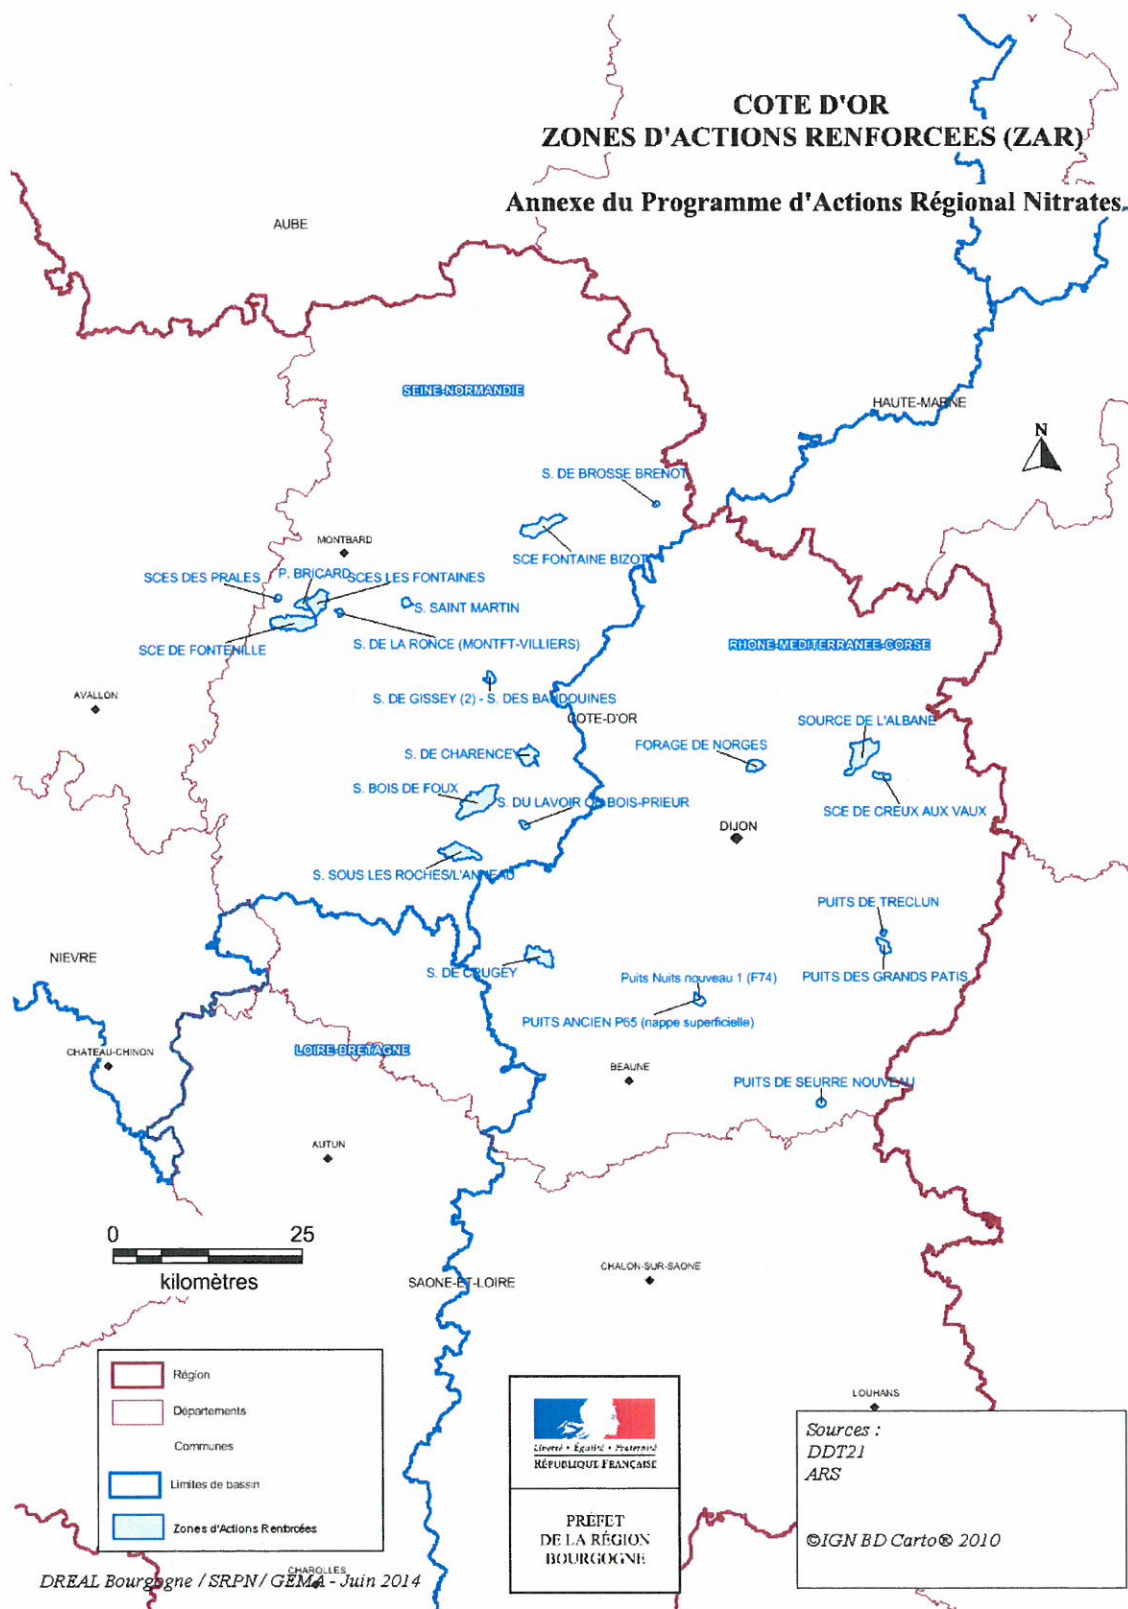 COTE D'OR
ZONES D'ACTIONS RENFORCEES (ZAR)
Annexe du Programme d'Actions Régional Nitrates.
AUBE
SEINE-NORMANDIE
HAUTE-MARNE
N
S. DE BROSSE BRENOT
SCE FONTAINE BIZOT
MONTBARD
SCES DES PRALES
P. BRICARD
SCES LES FONTAINES
S. SAINT MARTIN
SCE DE FONTENILLE
S. DE LA RONCE (MONTFT-VILLIERS)
RHONE-MEDITERRANEE-CORSE
S. DE GISSEY (2) - S. DES BAUDOUINES
AVALLON
COTE-D'OR
SOURCE DE L'ALBANE
S. DE CHARENCEY
FORAGE DE NORGES
S. BOIS DE FOUX
S. DU LAVOIR OU BOIS-PRIEUR
SCE DE CREUX AUX VAUX
DIJON
S. SOUS LES ROCHES/L'ANNEAU
PUITS DE TRECLUN
NIEVRE
S. DE CRUGEY
Puits Nuits nouveau 1 (F74)
PUITS DES GRANDS PATIS
PUITS ANCIEN P65 (nappe superficielle)
CHATEAU-CHINON
LOIRE-BRETAGNE
BEAUNE
PUITS DE SEURRE NOUVEAU
AUTUN
0 25
kilomètres
SAONE-ET-LOIRE
CHALON-SUR-SAONE
Région
Départements
Communes
Limites de bassin
Zones d'Actions Renforcées
LOUHANS
Liberté • Égalité • Fraternité
RÉPUBLIQUE FRANÇAISE
PRÉFET
DE LA RÉGION
BOURGOGNE
Sources :
DDT21
ARS
©IGN BD Carto® 2010
CHAROLLES
DREAL Bourgogne / SRPN / GEMA - Juin 2014